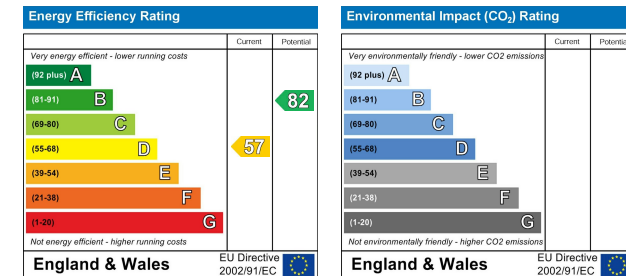 Energy Efficiency Rating
Current Potential
Very energy efficient - lower running costs
(92 plus) A
(81-91) B
82
(69-80) C
(55-68) D
57
(39-54) E
(21-38) F
(1-20) G
Not energy efficient - higher running costs
England & Wales
EU Directive
2002/91/EC
Environmental Impact (CO₂) Rating
Current Potential
Very environmentally friendly - lower CO2 emissions
(92 plus) A
(81-91) B
(69-80) C
(55-68) D
(39-54) E
(21-38) F
(1-20) G
Not environmentally friendly - higher CO2 emissions
England & Wales
EU Directive
2002/91/EC